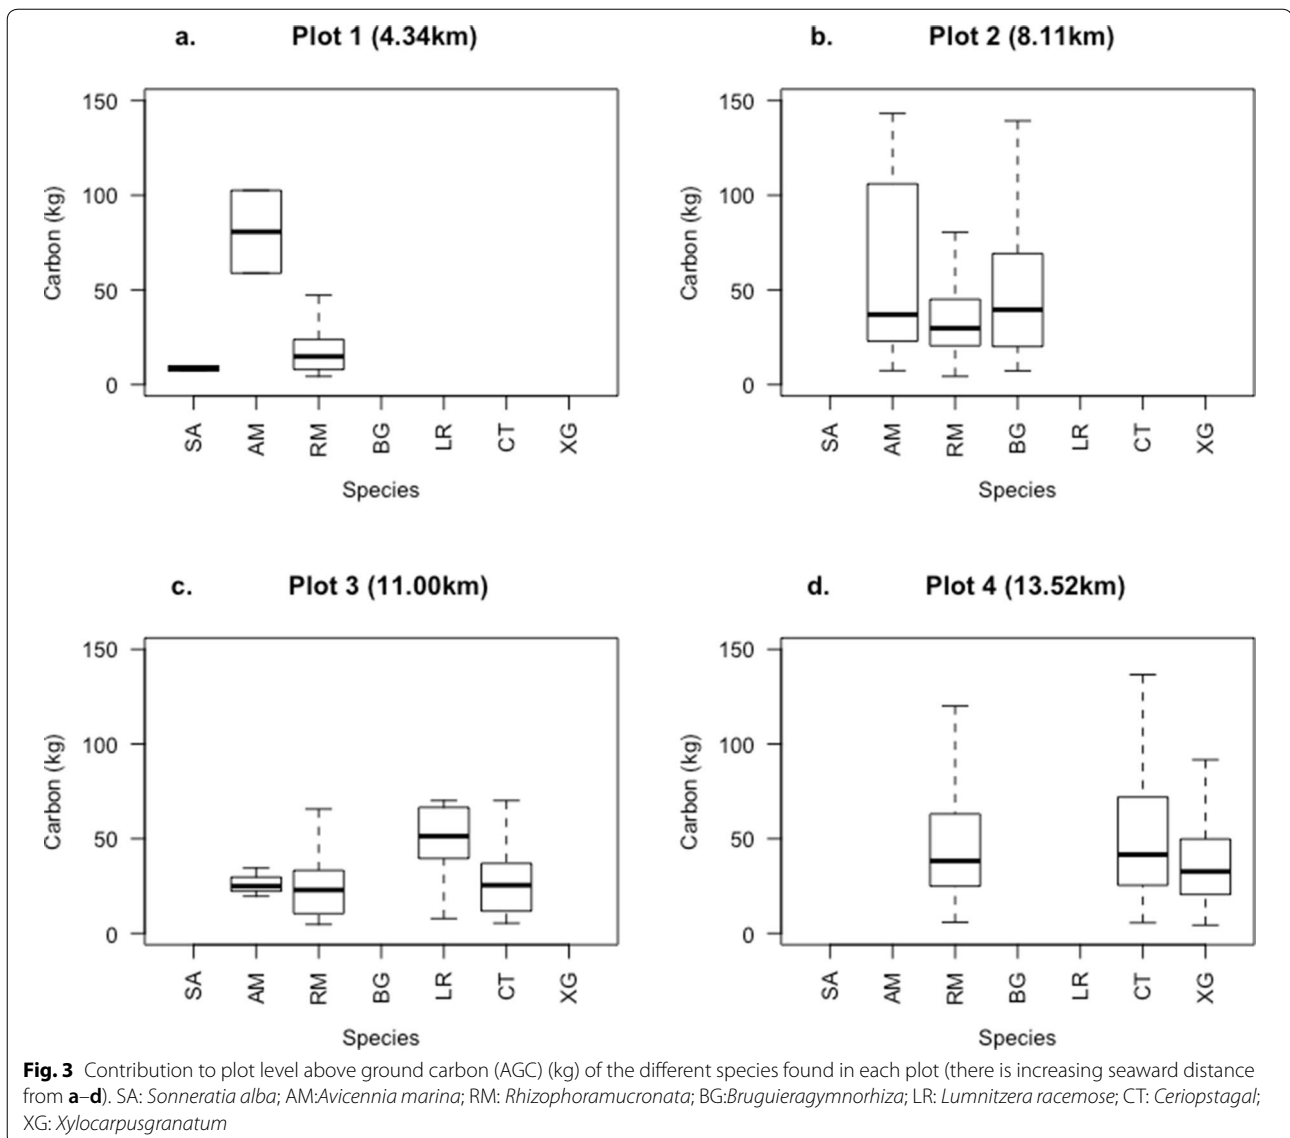 a. Plot 1 (4.34km)
150
100
50
0
Carbon (kg)
SA AM RM BG LR CT XG
Species
b. Plot 2 (8.11km)
150
100
50
0
Carbon (kg)
SA AM RM BG LR CT XG
Species
c. Plot 3 (11.00km)
150
100
50
0
Carbon (kg)
SA AM RM BG LR CT XG
Species
d. Plot 4 (13.52km)
150
100
50
0
Carbon (kg)
SA AM RM BG LR CT XG
Species
Fig. 3 Contribution to plot level above ground carbon (AGC) (kg) of the different species found in each plot (there is increasing seaward distance
from a–d). SA: Sonneratia alba; AM:Avicennia marina; RM: Rhizophoramucronata; BG:Bruguieragymnorhiza; LR: Lumnitzera racemose; CT: Ceriopstagal;
XG: Xylocarpusgranatum